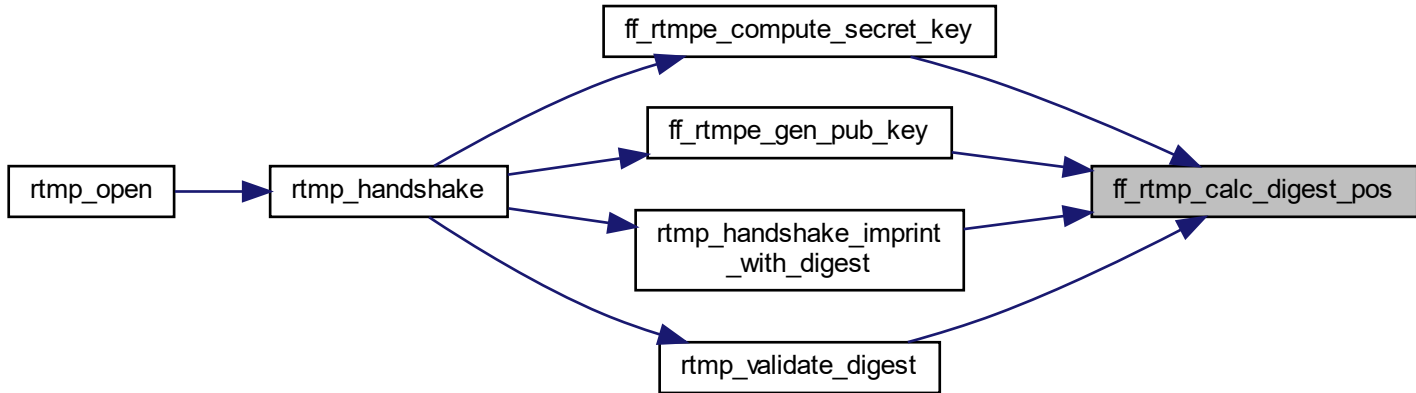 ff_rtmpe_compute_secret_key
ff_rtmpe_gen_pub_key
rtmp_open
rtmp_handshake
ff_rtmp_calc_digest_pos
rtmp_handshake_imprint
_with_digest
rtmp_validate_digest